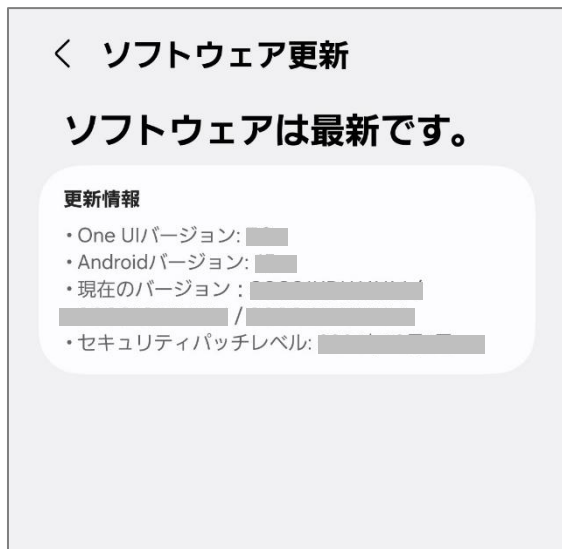 < ソフトウェア更新
ソフトウェアは最新です。
更新情報
・One UIバージョン:
・Androidバージョン:
・現在のバージョン : /
/
・セキュリティパッチレベル: